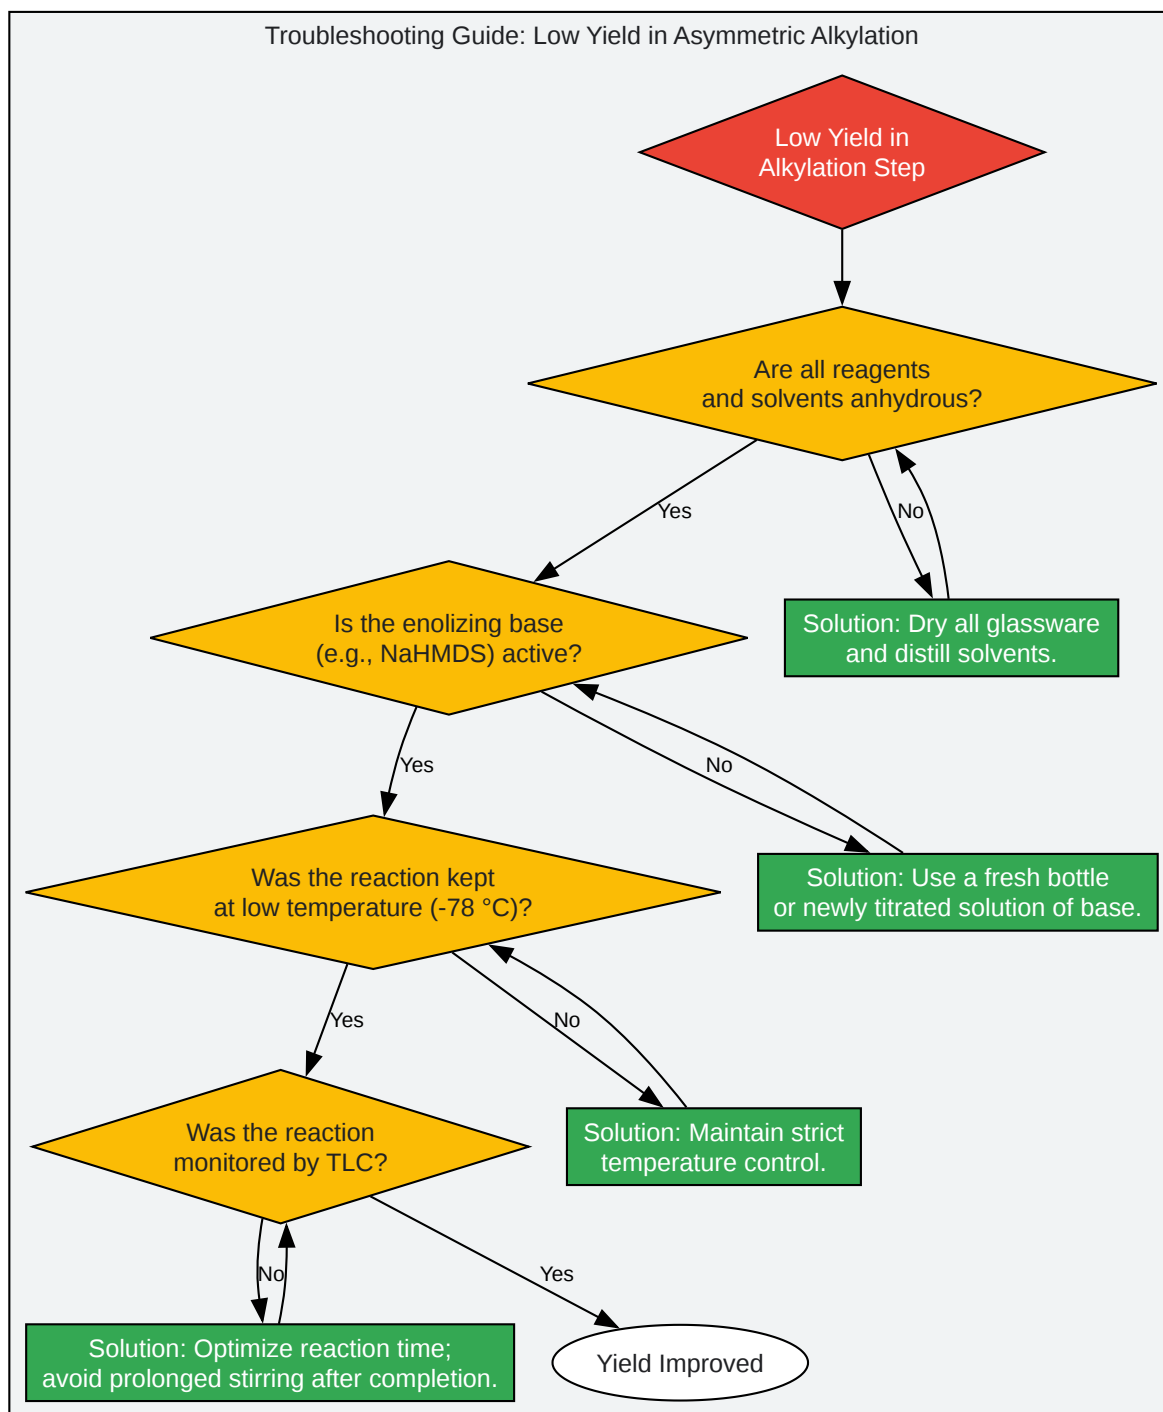 Troubleshooting Guide: Low Yield in Asymmetric Alkylation
Low Yield in
Alkylation Step
Are all reagents
and solvents anhydrous?
Yes
No
Is the enolizing base
(e.g., NaHMDS) active?
Solution: Dry all glassware
and distill solvents.
Yes
No
Was the reaction kept
at low temperature (-78 °C)?
Solution: Use a fresh bottle
or newly titrated solution of base.
Yes
No
Was the reaction
monitored by TLC?
Solution: Maintain strict
temperature control.
No
Yes
Solution: Optimize reaction time;
avoid prolonged stirring after completion.
Yield Improved